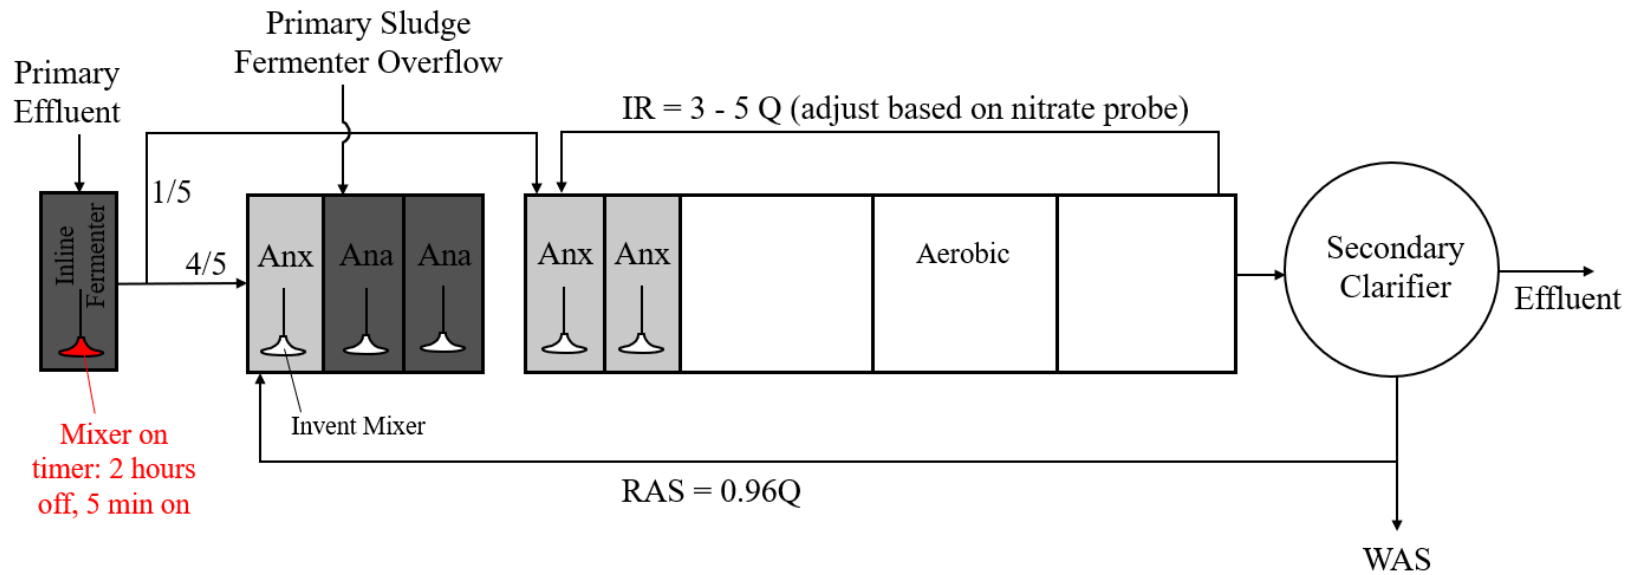 Primary Sludge
Fermenter Overflow
Primary
Effluent
IR = 3 - 5 Q (adjust based on nitrate probe)
1/5
4/5
Inline
Fermenter
Anx
Ana
Ana
Anx
Anx
Aerobic
Secondary
Clarifier
Effluent
Invent Mixer
Mixer on
timer: 2 hours
off, 5 min on
RAS = 0.96Q
WAS